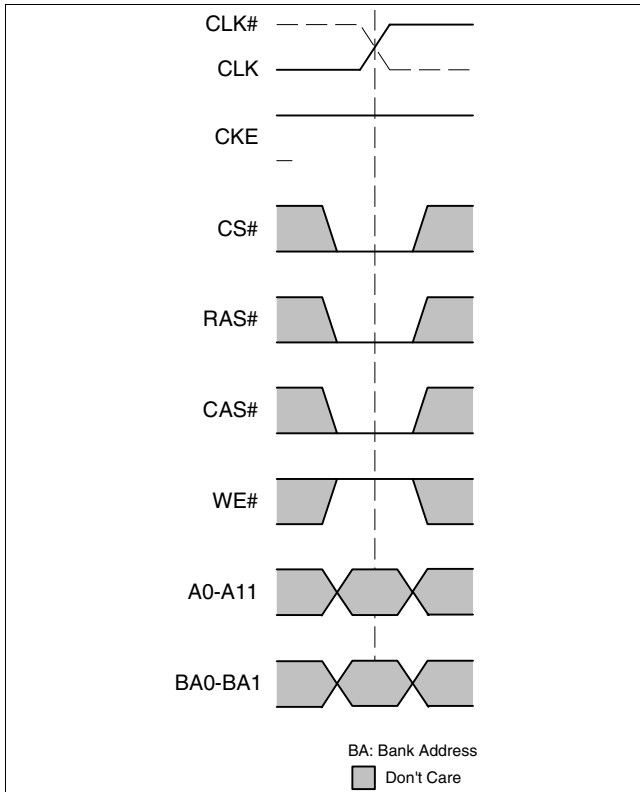 CLK#
CLK
CKE
CS#
RAS#
CAS#
WE#
A0-A11
BA0-BA1
BA: Bank Address
Don't Care